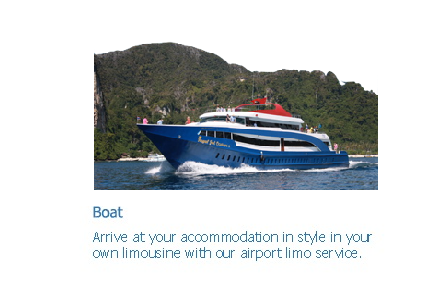 Boat
Arrive at your accommodation in style in your
own limousine with our airport limo service.